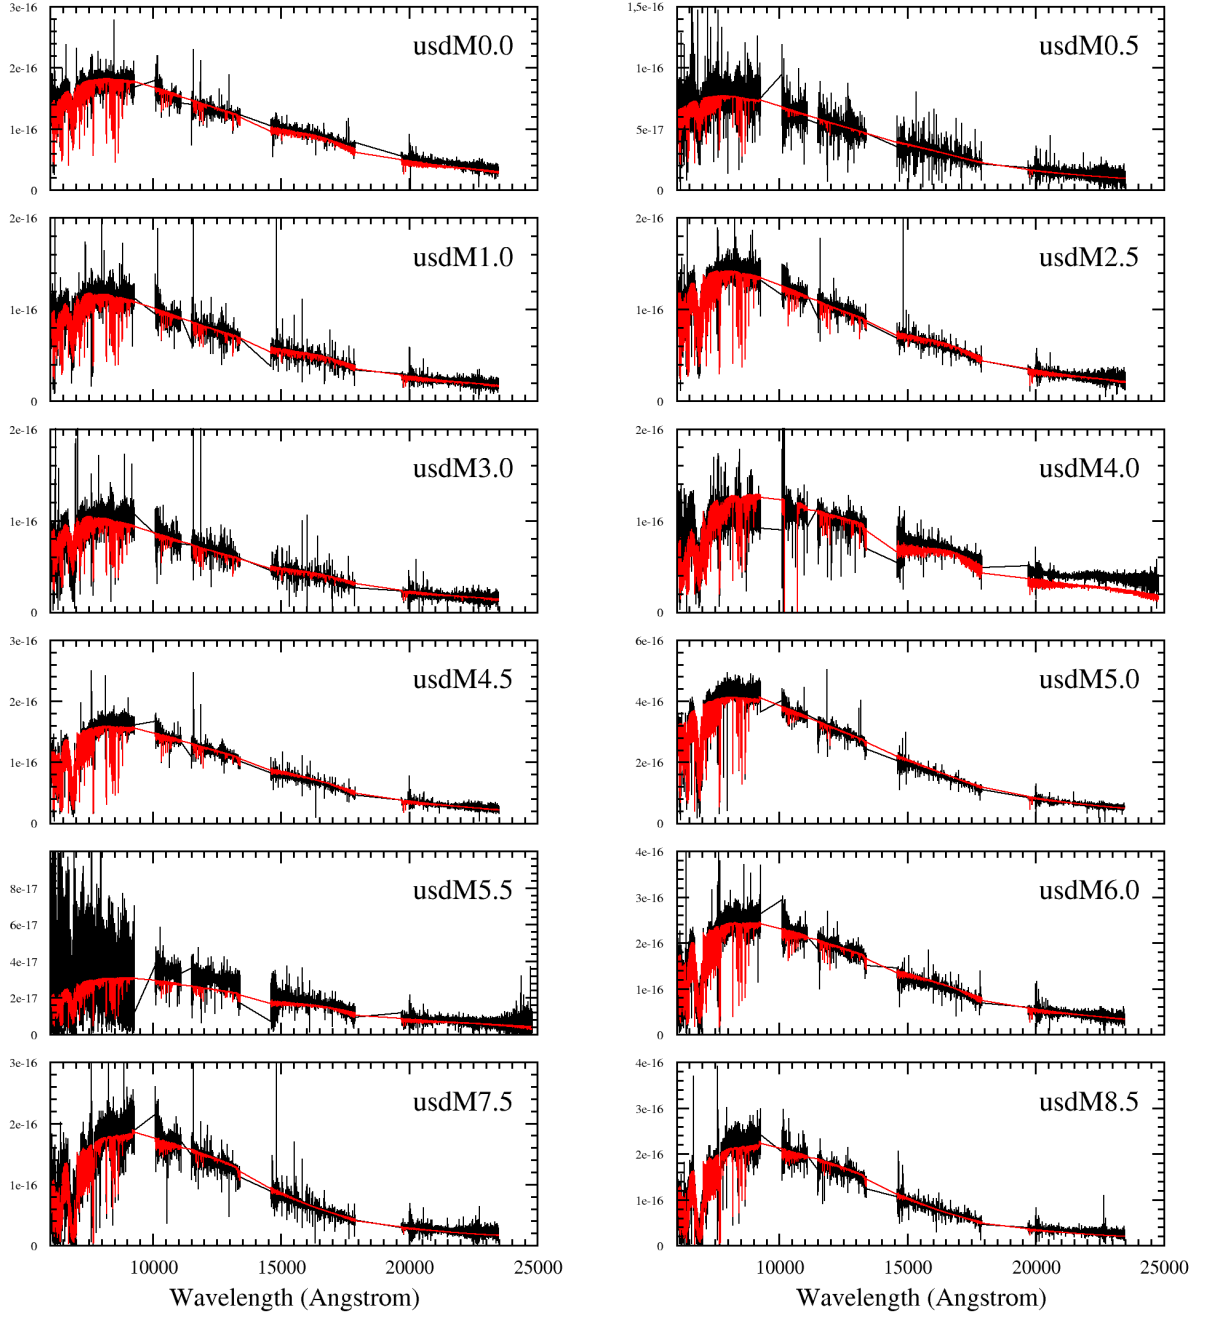 3e-16
2e-16
1e-16
0
usdM0.0
1,5e-16
1e-16
5e-17
0
usdM0.5
2e-16
1e-16
0
usdM1.0
2e-16
1e-16
0
usdM2.5
2e-16
1e-16
0
usdM3.0
2e-16
1e-16
0
usdM4.0
3e-16
2e-16
1e-16
0
usdM4.5
6e-16
4e-16
2e-16
0
usdM5.0
8e-17
6e-17
4e-17
2e-17
0
usdM5.5
4e-16
3e-16
2e-16
1e-16
0
usdM6.0
3e-16
2e-16
1e-16
0
usdM7.5
10000 15000 20000 25000
Wavelength (Angstrom)
4e-16
3e-16
2e-16
1e-16
0
usdM8.5
10000 15000 20000 25000
Wavelength (Angstrom)